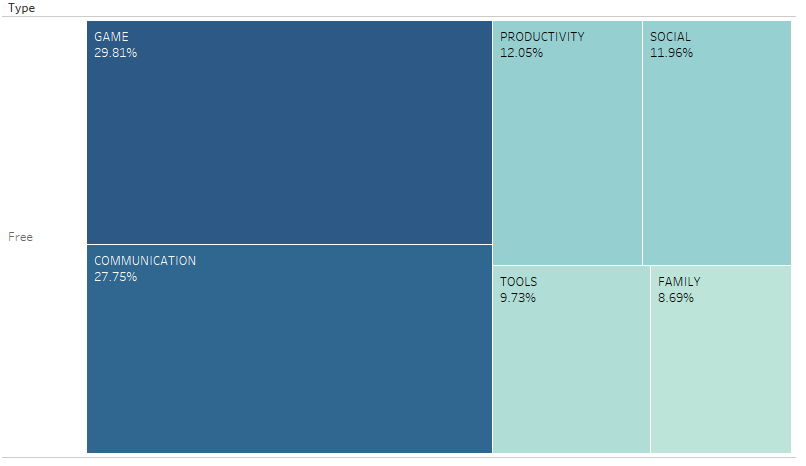 Type
Free
GAME
29.81%
COMMUNICATION
27.75%
PRODUCTIVITY
12.05%
SOCIAL
11.96%
TOOLS
9.73%
FAMILY
8.69%